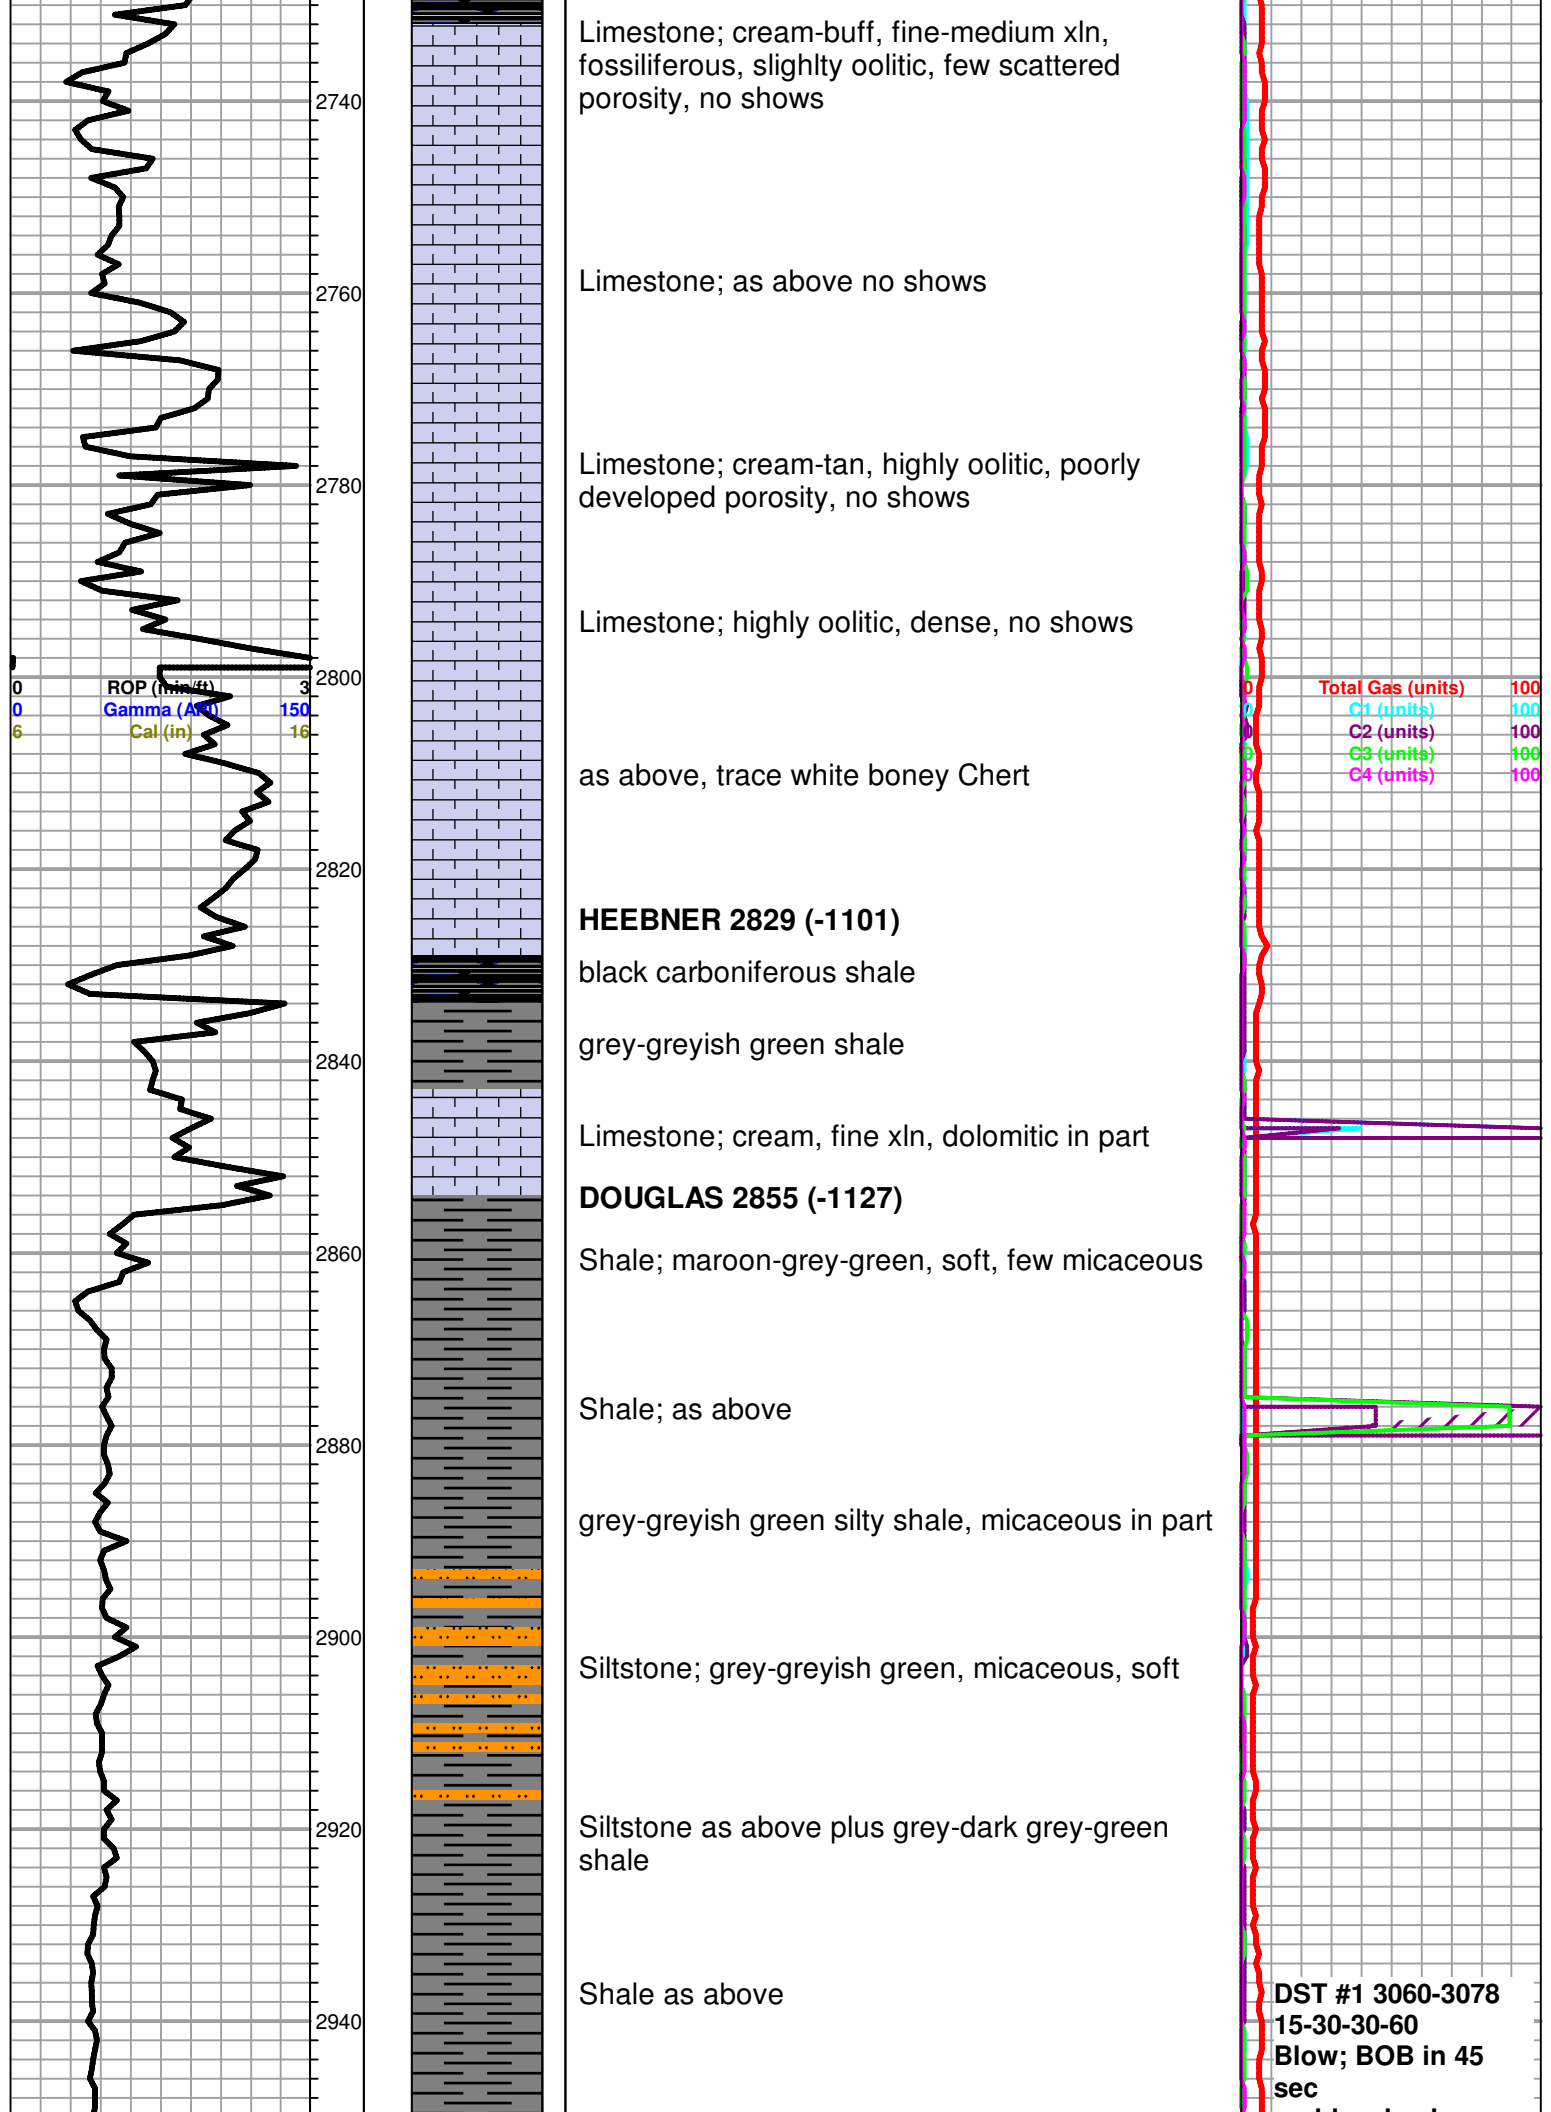 Limestone; cream-buff, fine-medium xln,
fossiliferous, slighlty oolitic, few scattered
porosity, no shows
2740
Limestone; as above no shows
2760
Limestone; cream-tan, highly oolitic, poorly
developed porosity, no shows
2780
Limestone; highly oolitic, dense, no shows
2800
0 ROP (min/ft) 3
0 Gamma (API) 150
6 Cal (in) 16
0 Total Gas (units) 100
0 C1 (units) 100
0 C2 (units) 100
0 C3 (units) 100
0 C4 (units) 100
as above, trace white boney Chert
2820
HEEBNER 2829 (-1101)
black carboniferous shale
grey-greyish green shale
2840
Limestone; cream, fine xln, dolomitic in part
DOUGLAS 2855 (-1127)
2860
Shale; maroon-grey-green, soft, few micaceous
Shale; as above
2880
grey-greyish green silty shale, micaceous in part
2900
Siltstone; grey-greyish green, micaceous, soft
2920
Siltstone as above plus grey-dark grey-green
shale
Shale as above
2940
DST #1 3060-3078
15-30-30-60
Blow; BOB in 45
sec